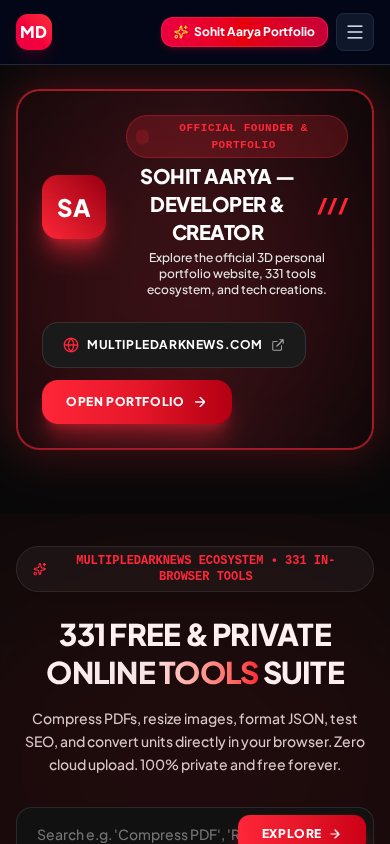 MD
Sohit Aarya Portfolio
OFFICIAL FOUNDER &
PORTFOLIO
SA
SOHIT AARYA —
DEVELOPER &
CREATOR
///
Explore the official 3D personal
portfolio website, 331 tools
ecosystem, and tech creations.
MULTIPLEDARKNEWS.COM
OPEN PORTFOLIO →
MULTIPLEDARKNEWS ECOSYSTEM • 331 IN-
BROWSER TOOLS
331 FREE & PRIVATE
ONLINE TOOLS SUITE
Compress PDFs, resize images, format JSON, test
SEO, and convert units directly in your browser. Zero
cloud upload. 100% private and free forever.
Search e.g. 'Compress PDF', 'R
EXPLORE →